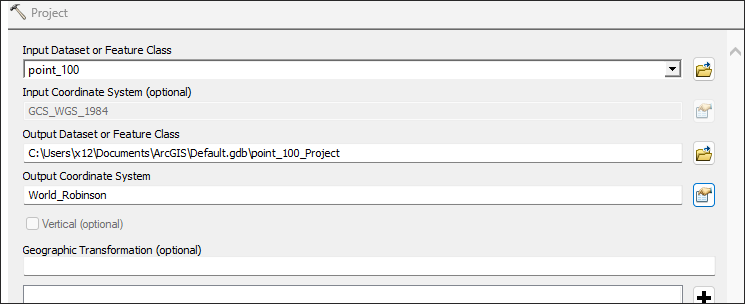 Project
Input Dataset or Feature Class
point_100
Input Coordinate System (optional)
GCS_WGS_1984
Output Dataset or Feature Class
C:\Users\x12\Documents\ArcGIS\Default.gdb\point_100_Project
Output Coordinate System
World_Robinson
Vertical (optional)
Geographic Transformation (optional)